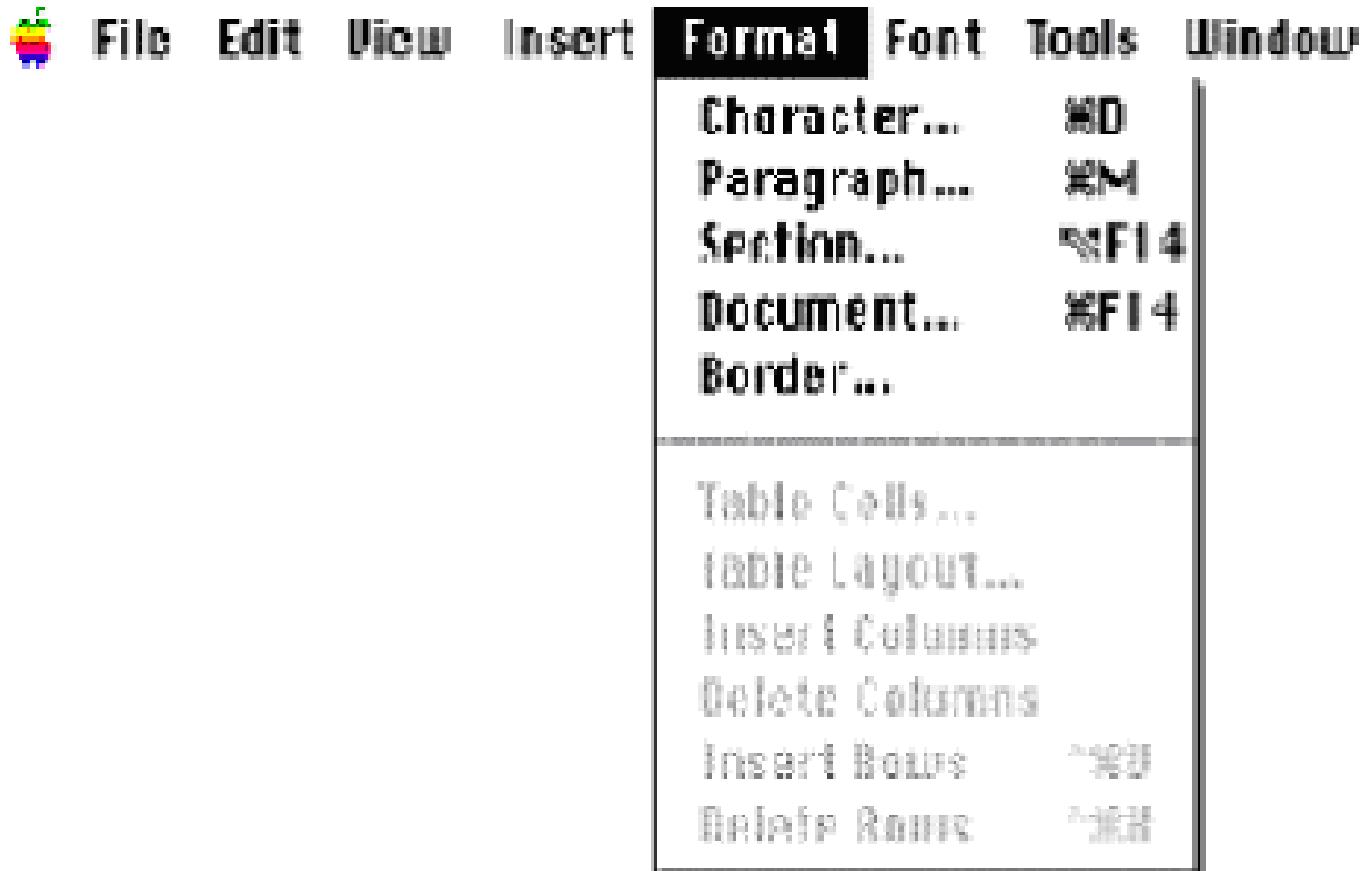 File Edit View Insert Format Font Tools Window
Character... ⌘D
Paragraph... ⌘M
Section... ⌥F14
Document... ⌘F14
Border...
Table Cells...
Table Layout...
Insert Columns
Delete Columns
Insert Rows
Delete Rows